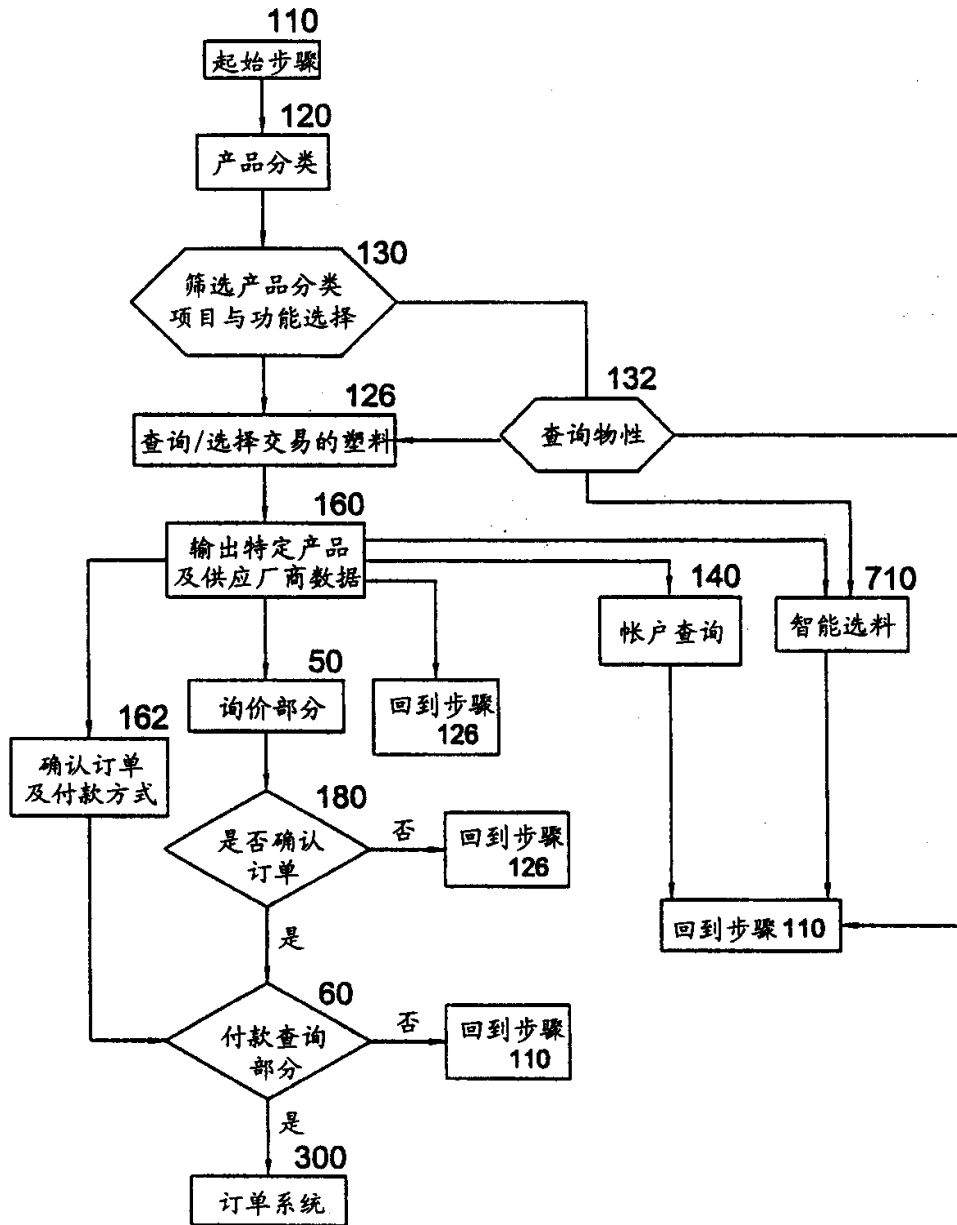 110
起始步骤
120
产品分类
130
筛选产品分类
项目与功能选择
126
查询/选择交易的塑料
132
查询物性
160
输出特定产品
及供应厂商数据
140
帐户查询
710
智能选料
50
询价部分
回到步骤
126
162
确认订单
及付款方式
180
是否确认
订单
否
回到步骤
126
回到步骤110
是
60
付款查询
部分
否
回到步骤
110
是
300
订单系统